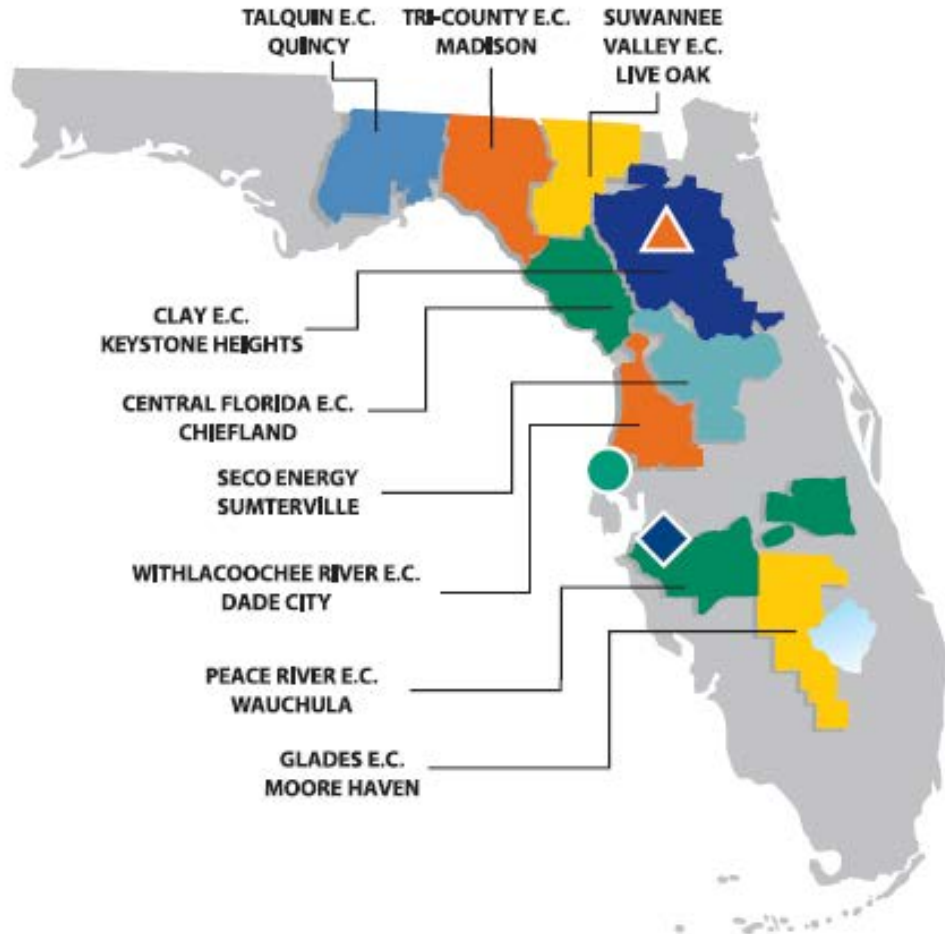 TALQUIN E.C.
QUINCY
TRI-COUNTY E.C.
MADISON
SUWANNEE
VALLEY E.C.
LIVE OAK
CLAY E.C.
KEYSTONE HEIGHTS
CENTRAL FLORIDA E.C.
CHIEFLAND
SECO ENERGY
SUMTERVILLE
WITHLACOOCHEE RIVER E.C.
DADE CITY
PEACE RIVER E.C.
WAUCHULA
GLADES E.C.
MOORE HAVEN